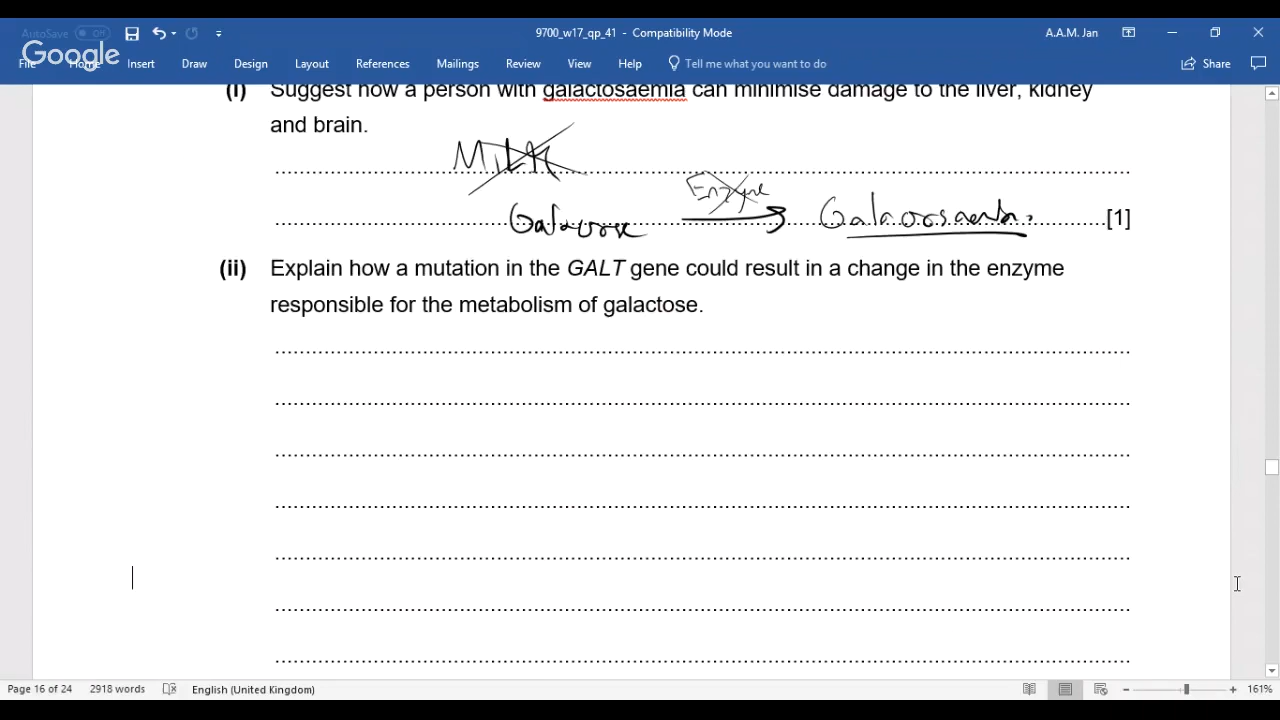 AutoSave Off 9700_w17_qp_41 - Compatibility Mode A.A.M. Jan
Google
File Home Insert Draw Design Layout References Mailings Review View Help Tell me what you want to do Share
(i) Suggest how a person with galactosaemia can minimise damage to the liver, kidney
and brain.
MILK
Enzyme
Galactose
[1]
(ii) Explain how a mutation in the GALT gene could result in a change in the enzyme
responsible for the metabolism of galactose.
Page 16 of 24 2918 words English (United Kingdom) 161%